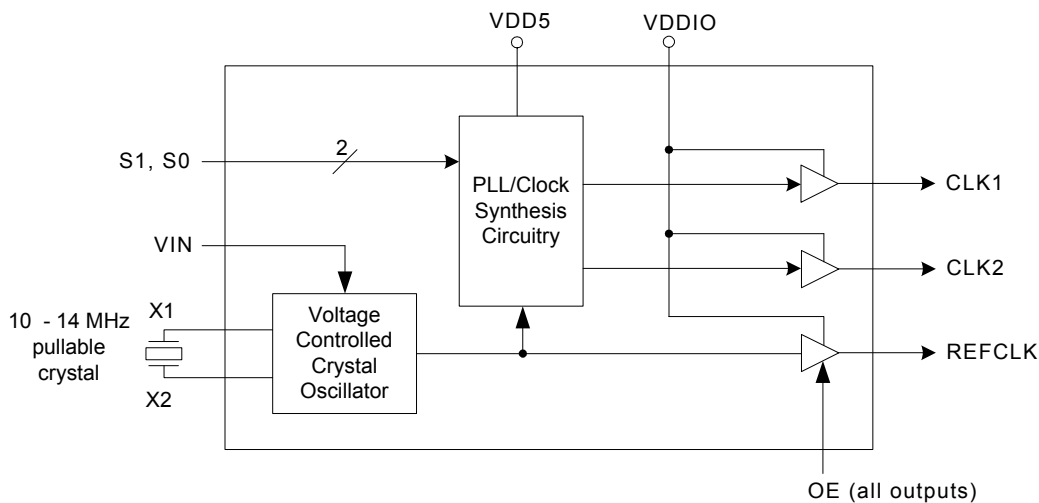 VDD5
VDDIO
S1, S0
2
PLL/Clock
Synthesis
Circuitry
CLK1
VIN
CLK2
10 - 14 MHz
pullable
crystal
X1
X2
Voltage
Controlled
Crystal
Oscillator
REFCLK
OE (all outputs)